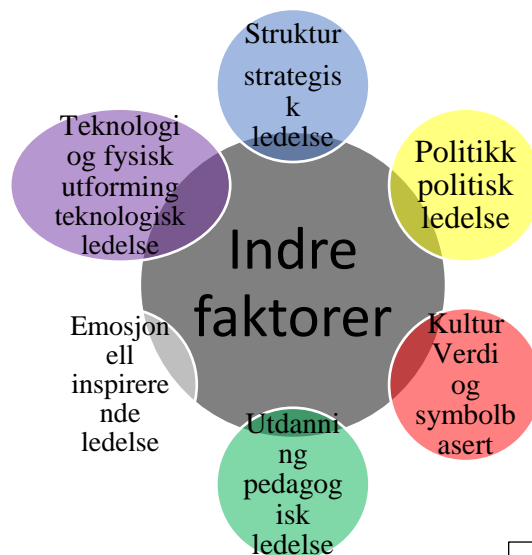 Struktur
strategis
k
ledelse
Teknologi
og fysisk
utforming
teknologisk
ledelse
Politikk
politisk
ledelse
Indre
faktorer
Emosjon
ell
inspirere
nde
ledelse
Kultur
Verdi
og
symbolb
asert
Utdanni
ng
pedagog
isk
ledelse